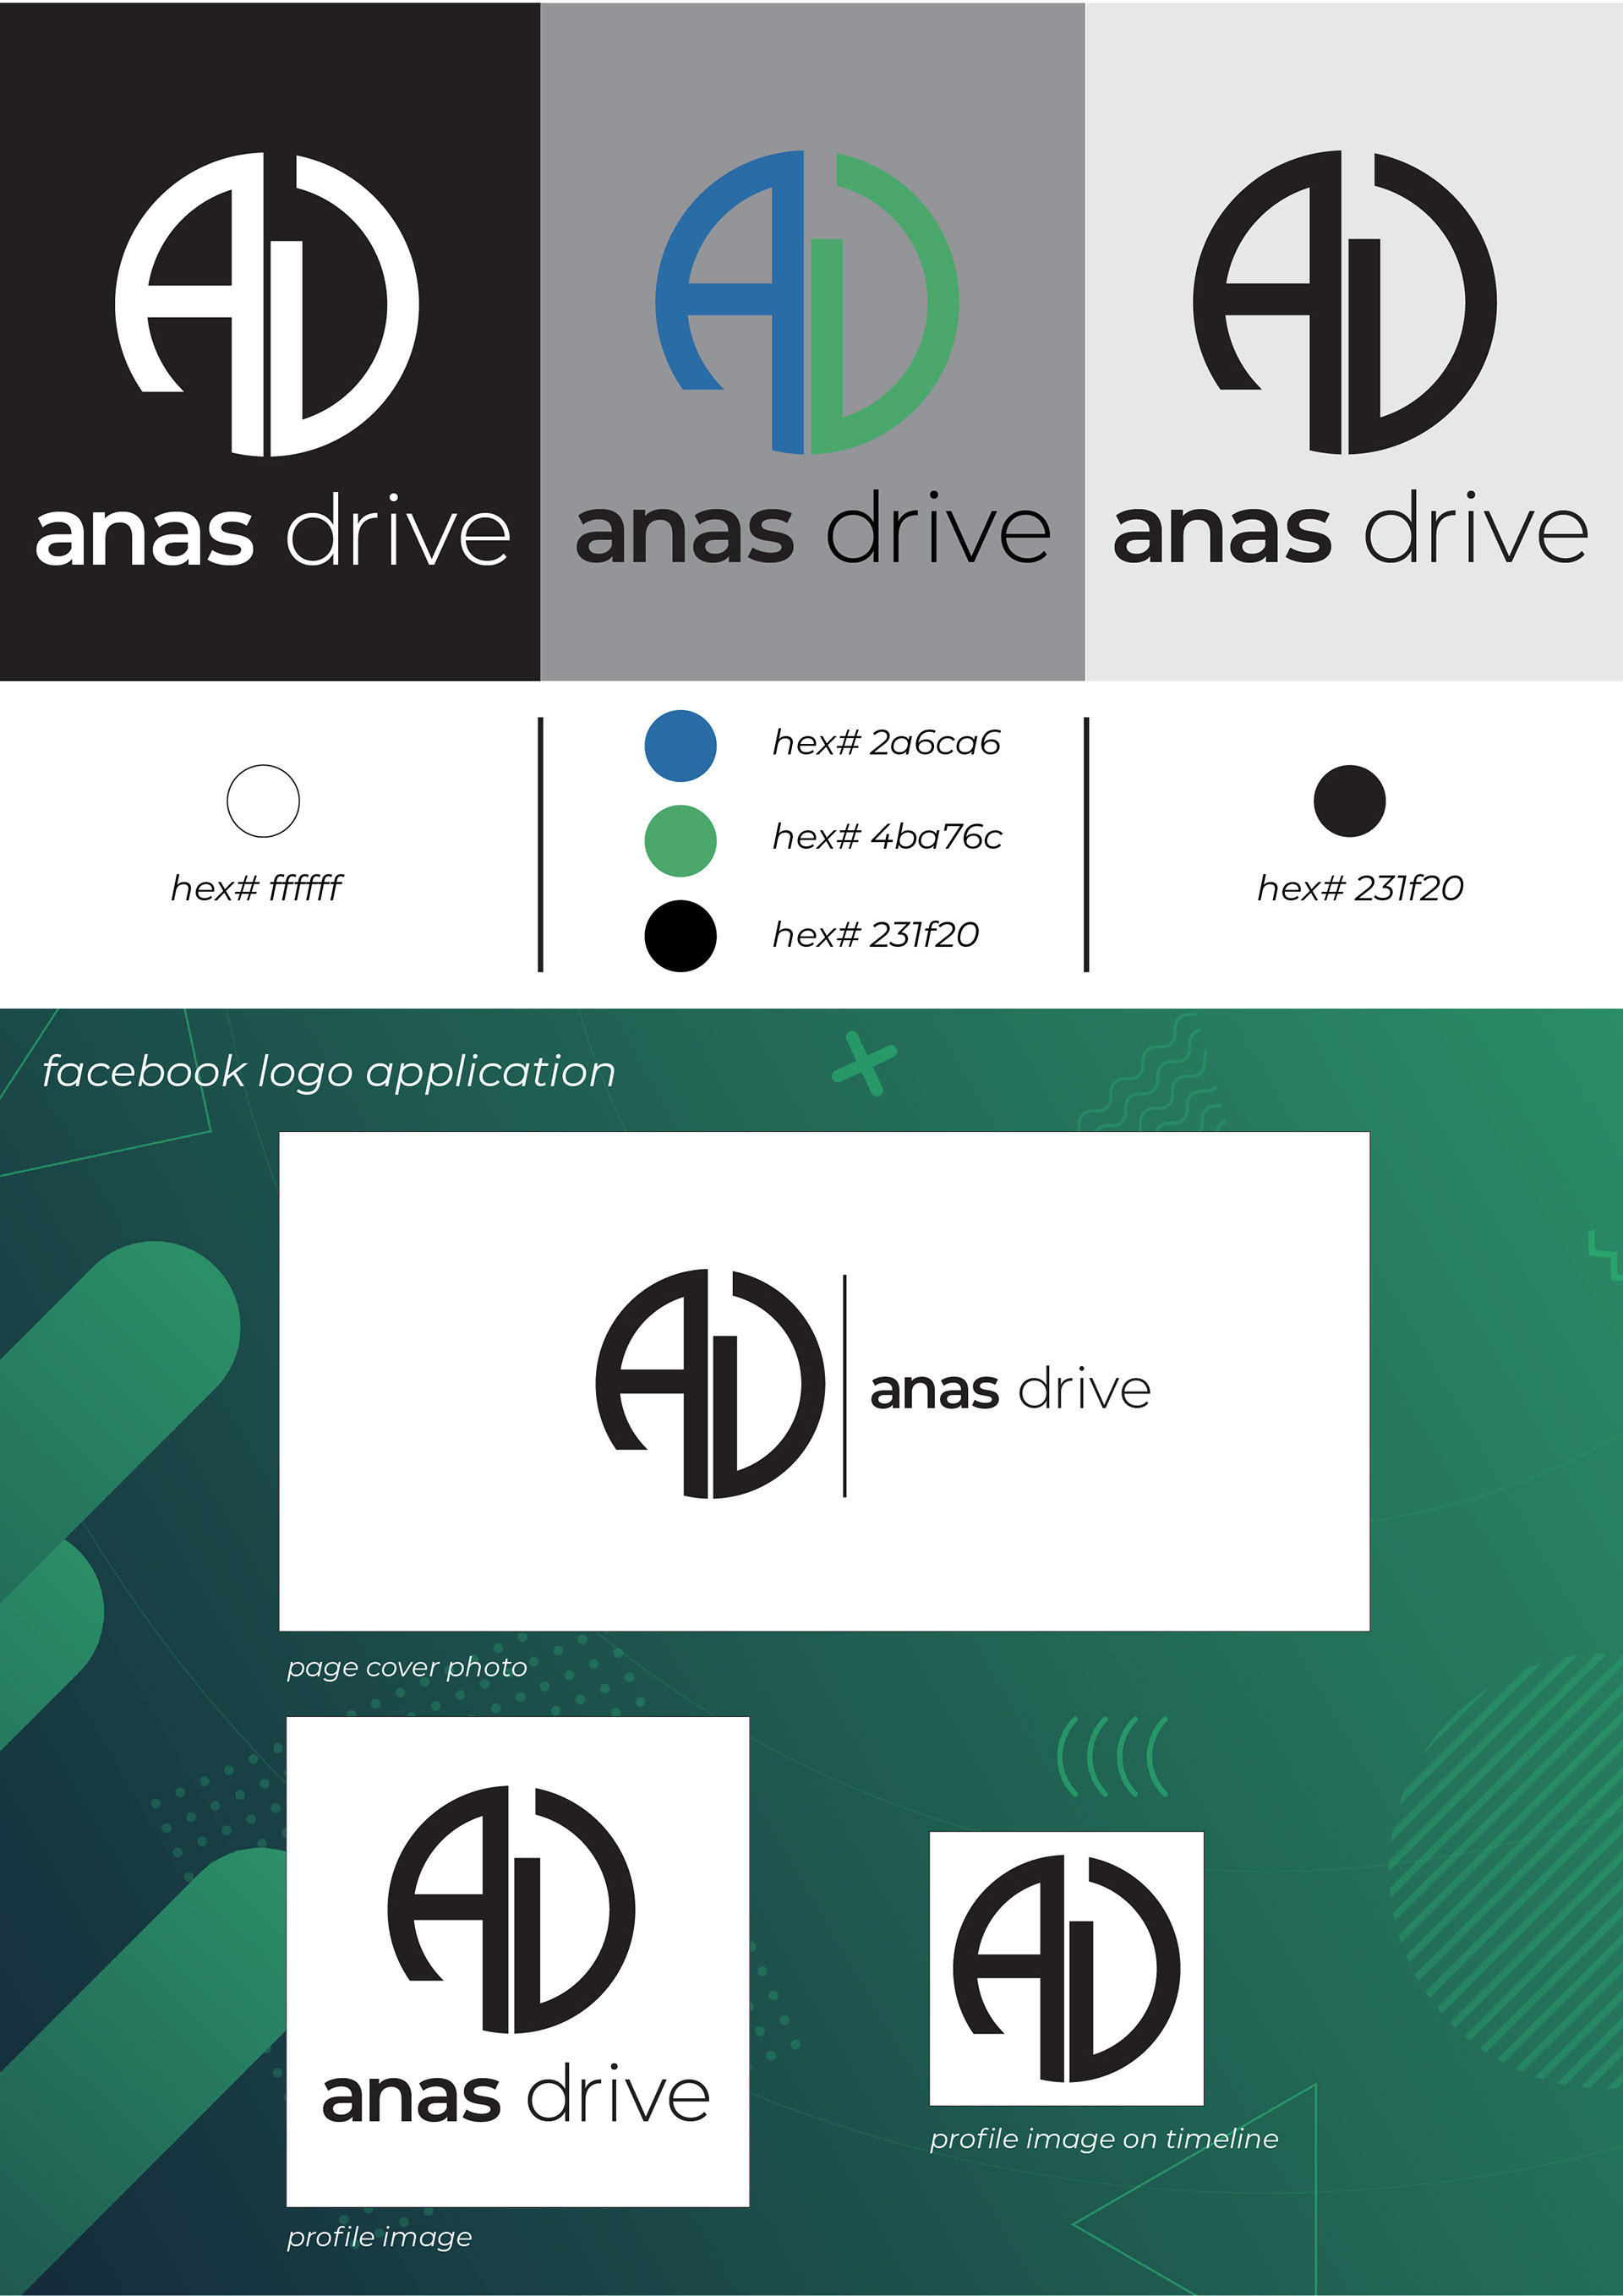 AD
anas drive
AD
anas drive
AD
anas drive
hex# ffffff
hex# 2a6ca6
hex# 4ba76c
hex# 231f20
hex# 231f20
facebook logo application
AD
anas drive
page cover photo
AD
anas drive
profile image
AD
profile image on timeline